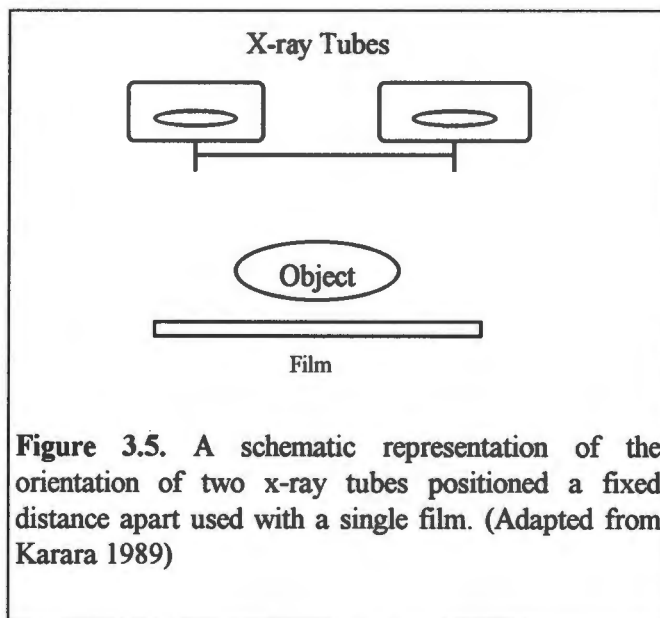 X-ray Tubes
Object
Film
Figure 3.5. A schematic representation of the
orientation of two x-ray tubes positioned a fixed
distance apart used with a single film. (Adapted from
Karara 1989)